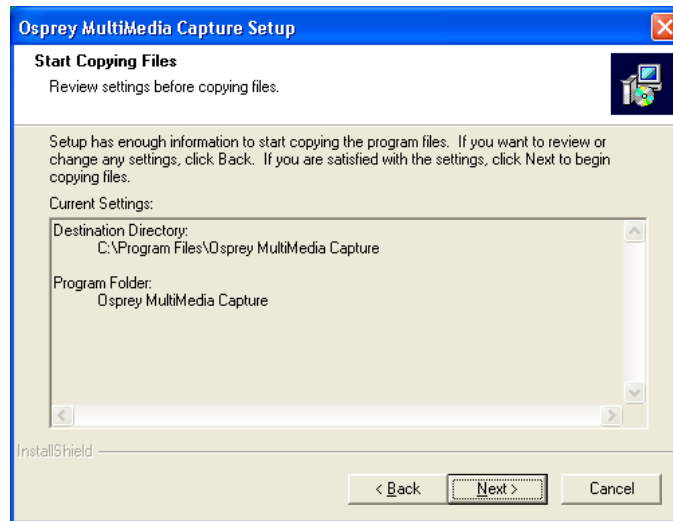 Osprey MultiMedia Capture Setup
Start Copying Files
Review settings before copying files.
Setup has enough information to start copying the program files.  If you want to review or
change any settings, click Back.  If you are satisfied with the settings, click Next to begin
copying files.
Current Settings:
Destination Directory:
C:\Program Files\Osprey MultiMedia Capture
Program Folder:
Osprey MultiMedia Capture
InstallShield
< Back
Next >
Cancel